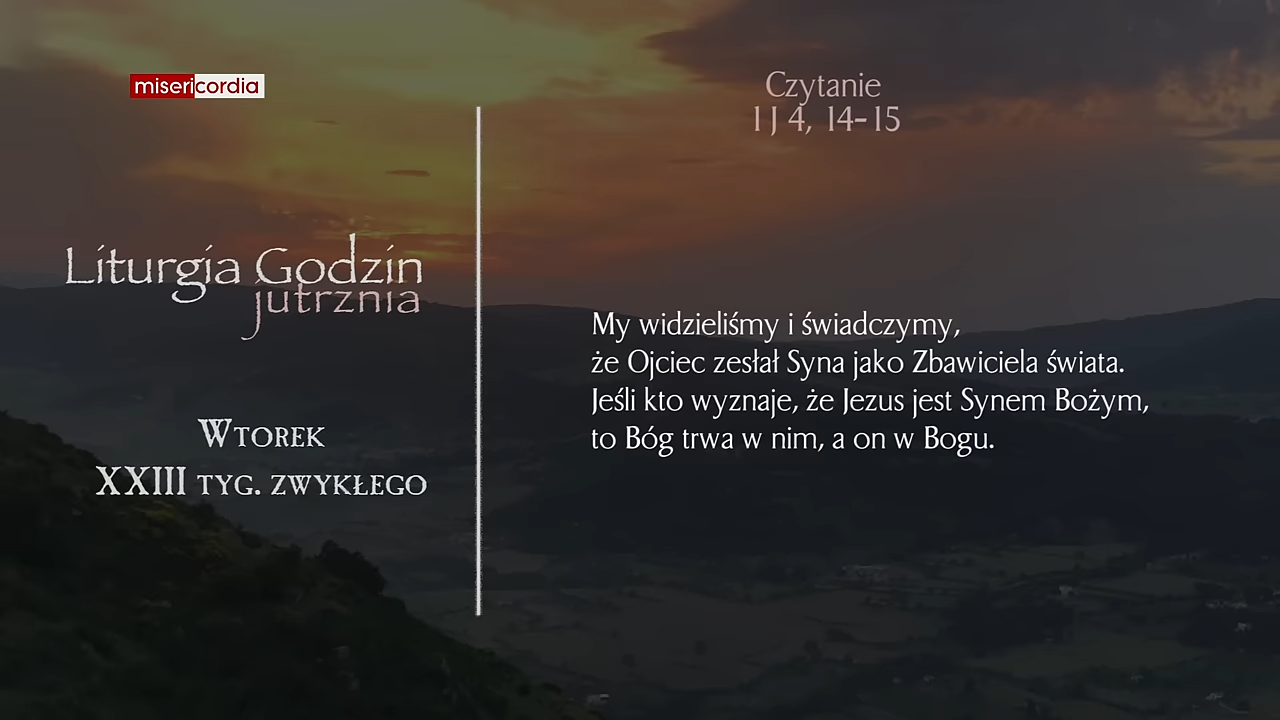 misericordia
Liturgia Godzin
jutrznia
Wtorek
XXIII tyg. zwykłego
Czytanie
1 J 4, 14-15
My widzieliśmy i świadczymy,
że Ojciec zesłał Syna jako Zbawiciela świata.
Jeśli kto wyznaje, że Jezus jest Synem Bożym,
to Bóg trwa w nim, a on w Bogu.